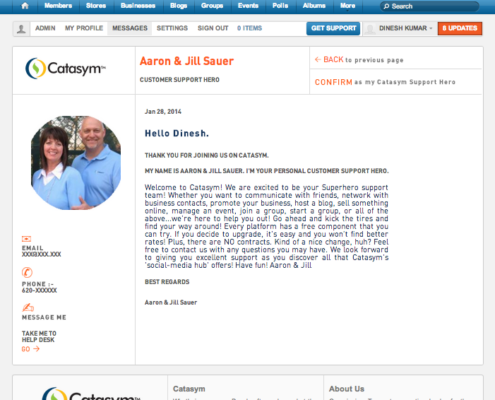 Members Stores Businesses Blogs Groups Events Polls Albums More Search
ADMIN MY PROFILE MESSAGES SETTINGS SIGN OUT 0 ITEMS GET SUPPORT DINESH KUMAR 8 UPDATES
Catasym SM
Aaron & Jill Sauer
CUSTOMER SUPPORT HERO
BACK to previous page
CONFIRM as my Catasym Support Hero
Jan 28, 2014
Hello Dinesh.
THANK YOU FOR JOINING US ON CATASYM.
MY NAME IS AARON & JILL SAUER. I'M YOUR PERSONAL CUSTOMER SUPPORT HERO.
Welcome to Catasym! We are excited to be your Superhero support
team! Whether you want to communicate with friends, network with
business contacts, promote your business, host a blog, sell something
online, manage an event, join a group, start a group, or all of the
above...we're here to help you out! Go ahead and kick the tires and
find your way around! Every platform has a free component that you
can try. If you decide to upgrade, it's easy and you won't find better
rates! Plus, there are NO contracts. Kind of a nice change, huh? Feel
free to contact us with any questions you may have. We look forward
to giving you excellent support as you discover all that Catasym's
'social-media hub' offers! Have fun! Aaron & Jill
BEST REGARDS
Aaron & Jill Sauer
EMAIL
XXX@XXX.XXX
PHONE :-
620-XXXXXX
MESSAGE ME
TAKE ME TO
HELP DESK
GO
Catasym
Catasym
About Us